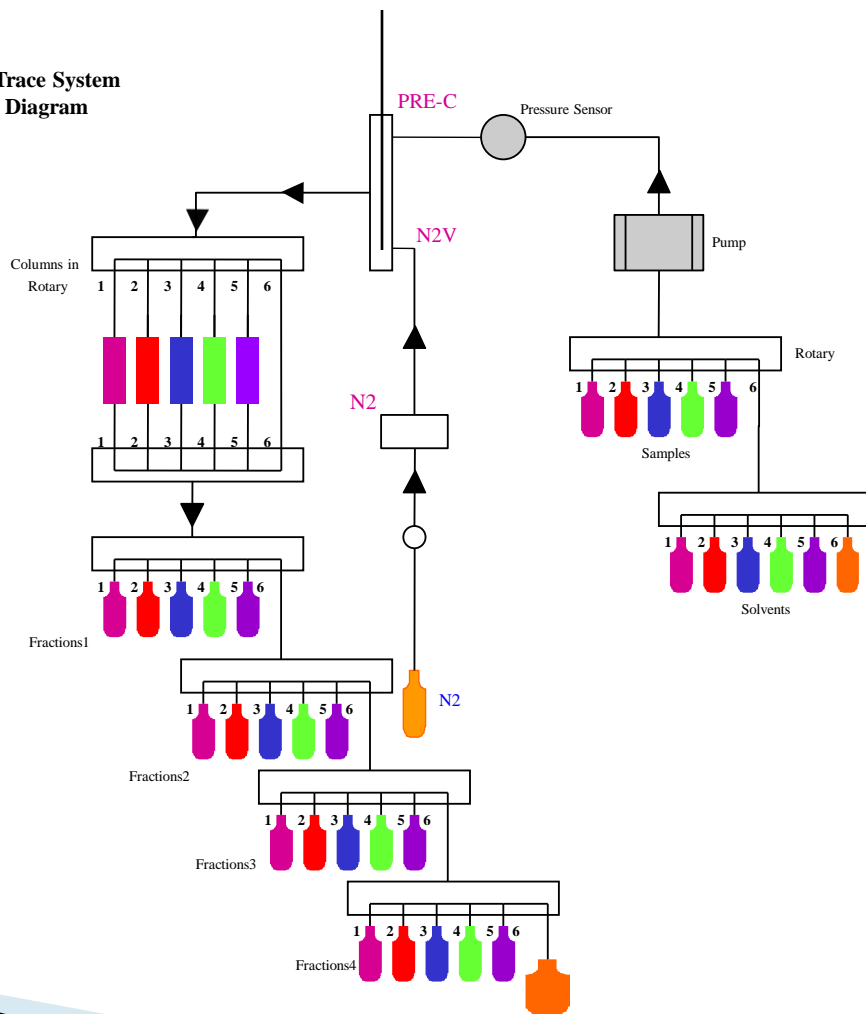 Trace System
Diagram
PRE-C
Pressure Sensor
N2V
Pump
Columns in
Rotary
1 2 3 4 5 6
1 2 3 4 5 6
N2
Rotary
1 2 3 4 5 6
Samples
1 2 3 4 5 6
Solvents
1 2 3 4 5 6
Fractions1
N2
1 2 3 4 5 6
Fractions2
1 2 3 4 5 6
Fractions3
1 2 3 4 5 6
Fractions4